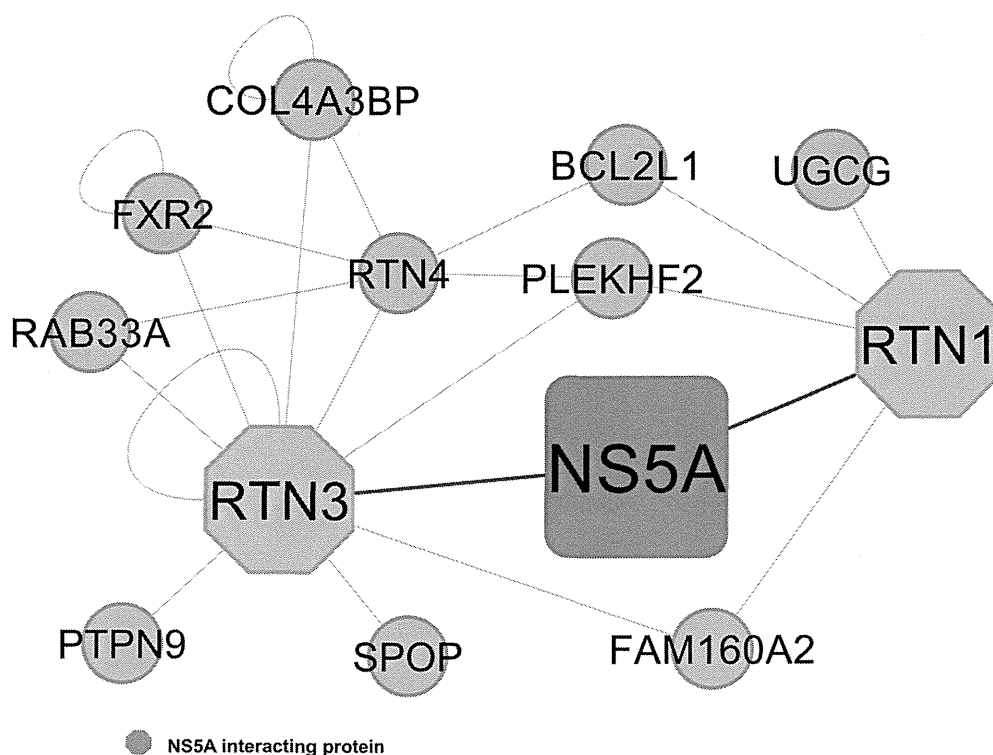 COL4A3BP
BCL2L1
UGCG
FXR2
RTN4
PLEKHF2
RAB33A
RTN1
NS5A
RTN3
PTPN9
SPOP
FAM160A2
NS5A interacting protein